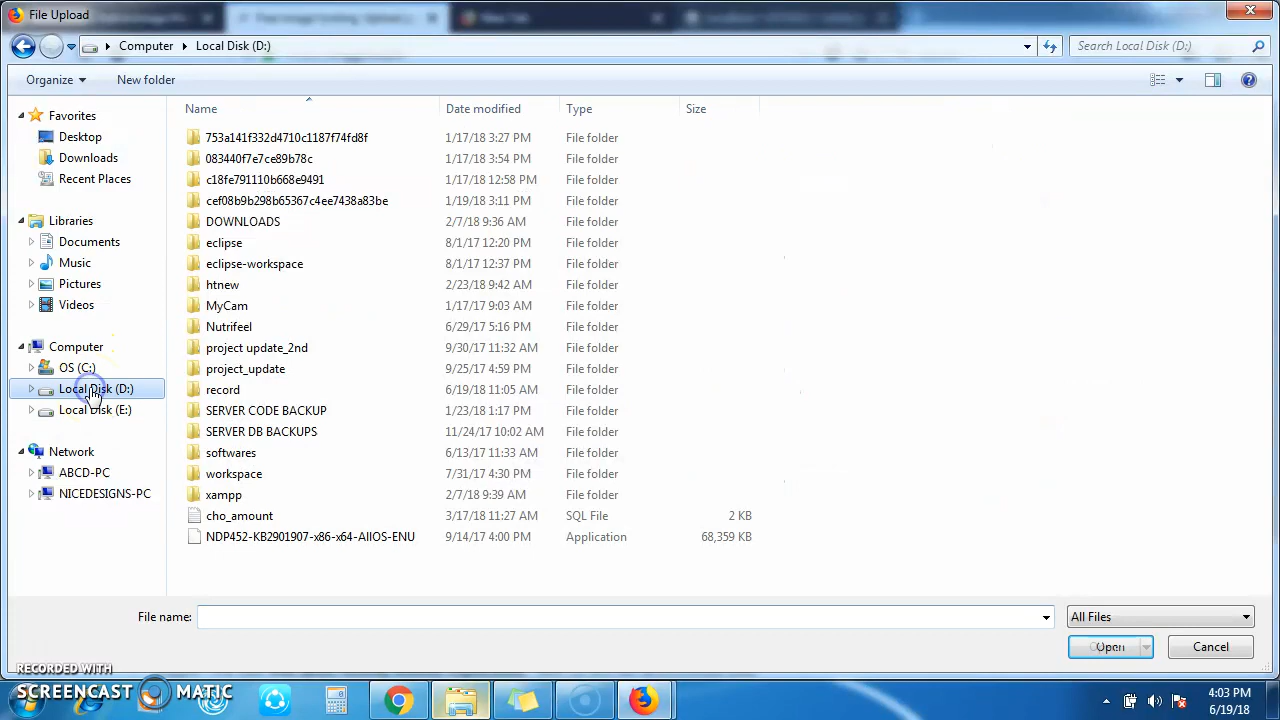 File Upload
Computer Local Disk (D:)
Search Local Disk (D:)
Organize New folder
Name Date modified Type Size
Favorites
Desktop
Downloads
Recent Places
Libraries
Documents
Music
Pictures
Videos
Computer
OS (C:)
Local Disk (D:)
Local Disk (E:)
Network
ABCD-PC
NICEDESIGNS-PC
753a141f332d4710c1187f74fd8f 1/17/18 3:27 PM File folder
083440f7e7ce89b78c 1/17/18 3:54 PM File folder
c18fe791110b668e9491 1/17/18 12:58 PM File folder
cef08b9b298b65367c4ee7438a83be 1/19/18 3:11 PM File folder
DOWNLOADS 2/7/18 9:36 AM File folder
eclipse 8/1/17 12:20 PM File folder
eclipse-workspace 8/1/17 12:37 PM File folder
htnew 2/23/18 9:42 AM File folder
MyCam 1/17/17 9:03 AM File folder
Nutrifeel 6/29/17 5:16 PM File folder
project update_2nd 9/30/17 11:32 AM File folder
project_update 9/25/17 4:59 PM File folder
record 6/19/18 11:05 AM File folder
SERVER CODE BACKUP 1/23/18 1:17 PM File folder
SERVER DB BACKUPS 11/24/17 10:02 AM File folder
softwares 6/13/17 11:33 AM File folder
workspace 7/31/17 4:30 PM File folder
xampp 2/7/18 9:39 AM File folder
cho_amount 3/17/18 11:27 AM SQL File 2 KB
NDP452-KB2901907-x86-x64-AllOS-ENU 9/14/17 4:00 PM Application 68,359 KB
File name:
All Files
Open Cancel
RECORDED WITH
SCREENCAST MATIC
4:03 PM
6/19/18